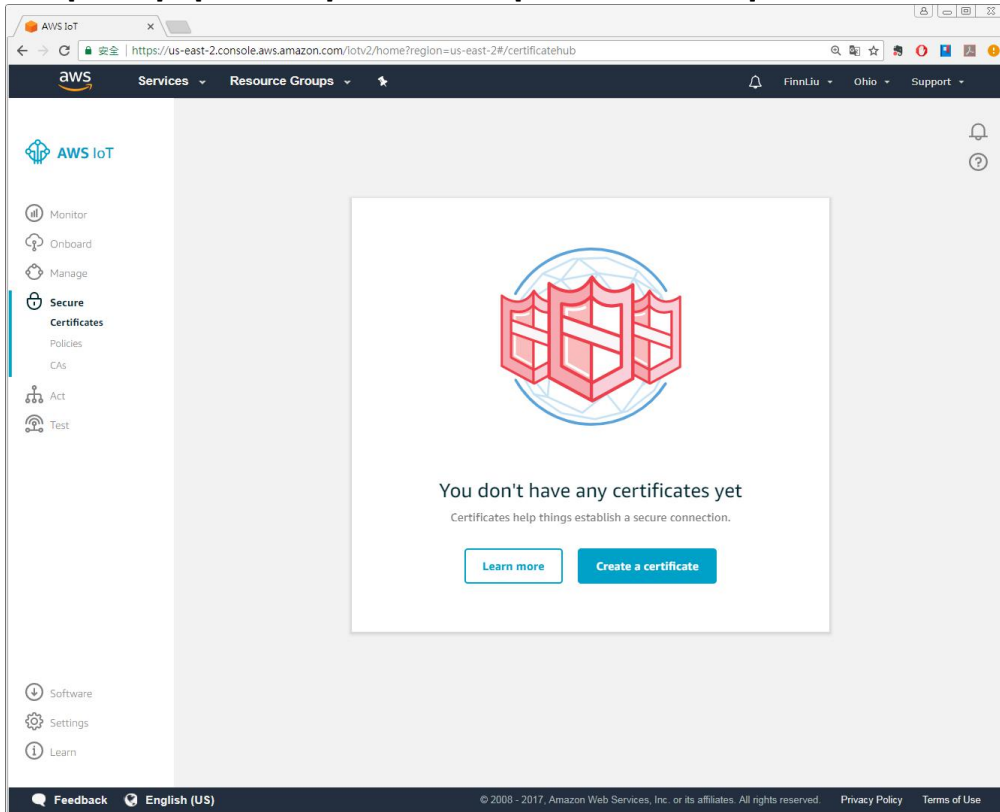 AWS IoT
安全 | https://us-east-2.console.aws.amazon.com/iotv2/home?region=us-east-2#/certificatehub
aws Services Resource Groups FinnLiu Ohio Support
AWS IoT
Monitor
Onboard
Manage
Secure
Certificates
Policies
CAs
Act
Test
You don't have any certificates yet
Certificates help things establish a secure connection.
Learn more Create a certificate
Software
Settings
Learn
Feedback English (US) © 2008 - 2017, Amazon Web Services, Inc. or its affiliates. All rights reserved. Privacy Policy Terms of Use